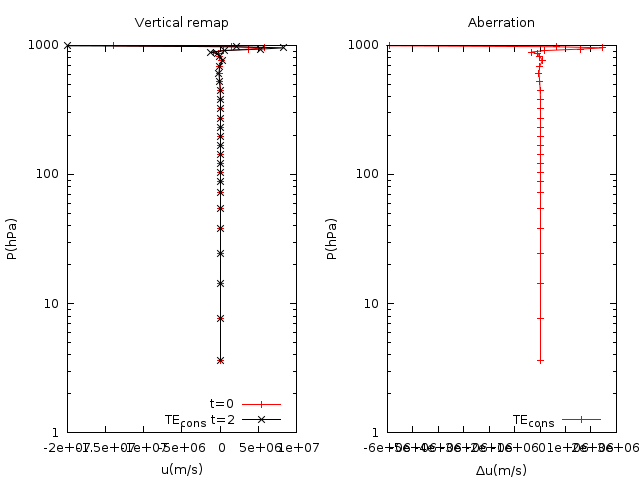 Vertical remap
1000
100
10
1
P(hPa)
t=0
TEcons t=2
-2e+07
0
5e+06
1e+07
u(m/s)
Aberration
1000
100
10
1
P(hPa)
TEcons
0
Δu(m/s)